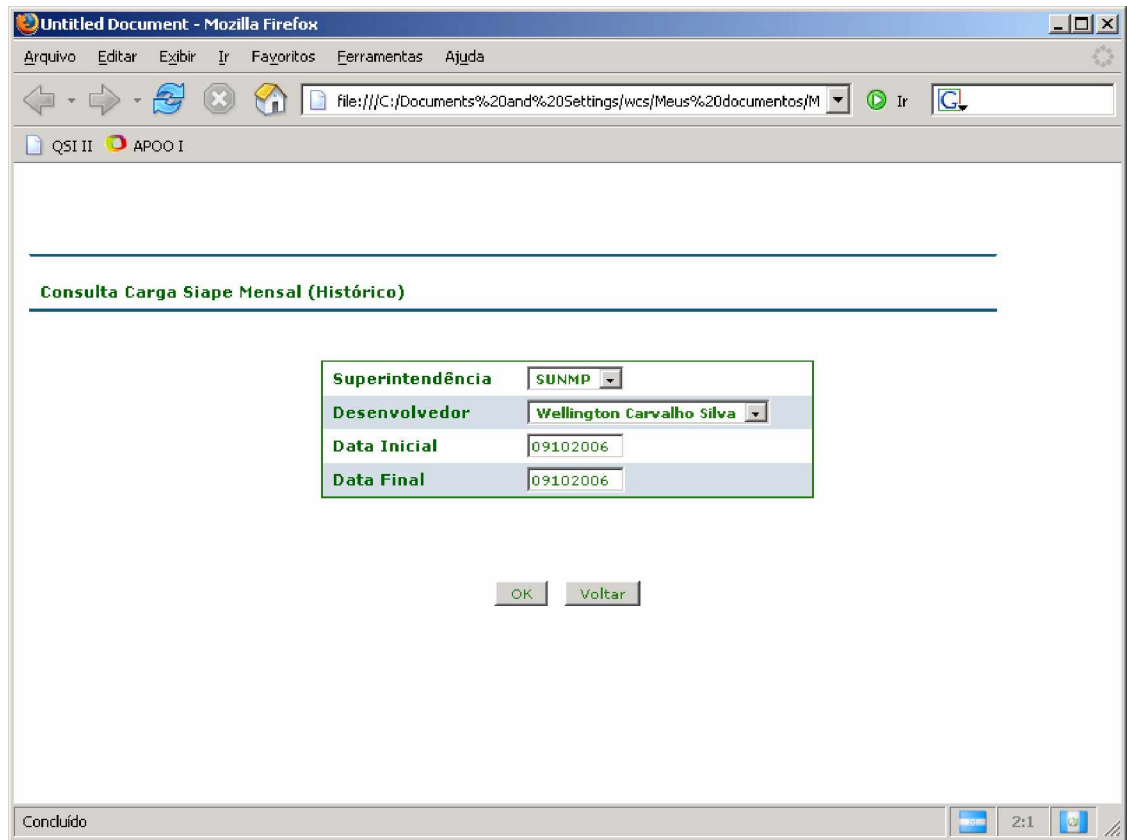 Untitled Document - Mozilla Firefox
Arquivo Editar Exibir Ir Favoritos Ferramentas Ajuda
file:///C:/Documents%20and%20Settings/wcs/Meus%20documentos/M Ir G
QSI II APOO I
Consulta Carga Siape Mensal (Histórico)
Superintendência SUNMP
Desenvolvedor Wellington Carvalho Silva
Data Inicial 09102006
Data Final 09102006
OK Voltar
Concluído 2:1